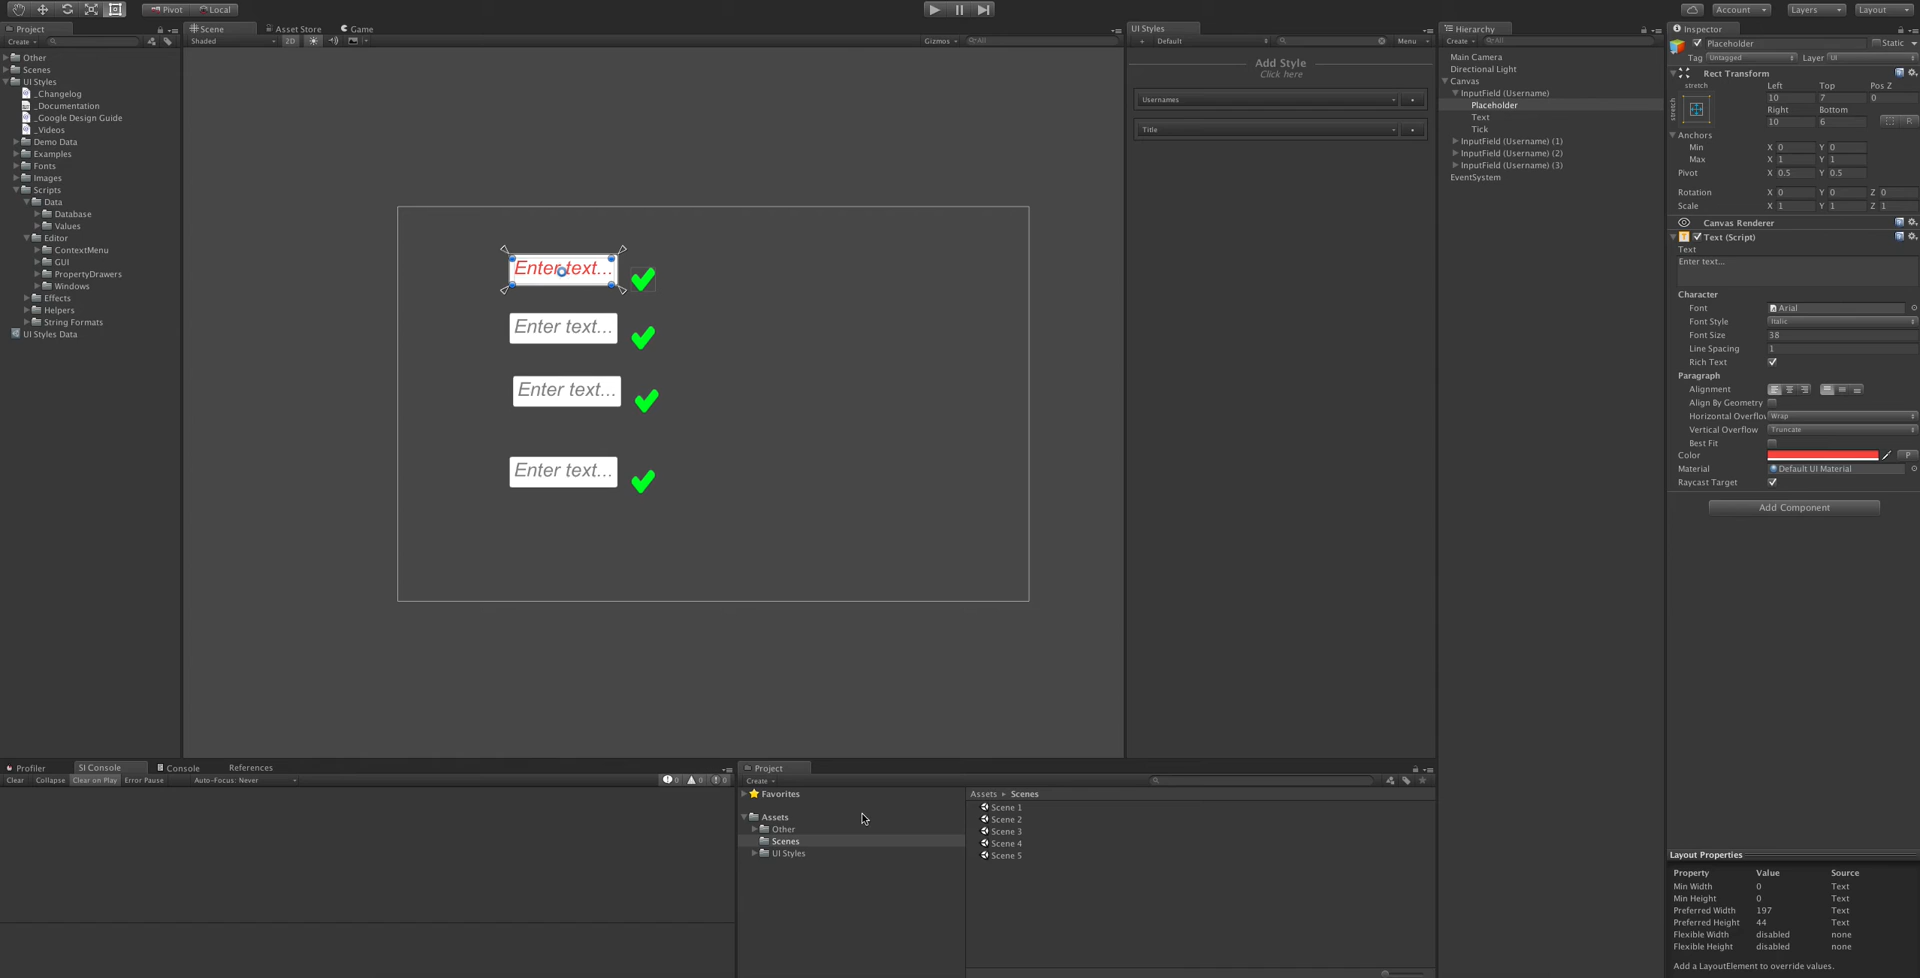 Pivot Local
Account Layers Layout
Project
Create
Other
Scenes
UI Styles
_Changelog
_Documentation
_Google Design Guide
_Videos
Demo Data
Examples
Fonts
Images
Scripts
Data
Database
Values
Editor
ContextMenu
GUI
PropertyDrawers
Windows
Effects
Helpers
String Formats
UI Styles Data
Scene Asset Store Game
Shaded 2D Gizmos All
Enter text...
Enter text...
Enter text...
Enter text...
UI Styles
Default Menu
Add Style
Click here
Usernames
Title
Hierarchy
Create All
Main Camera
Directional Light
Canvas
InputField (Username)
Placeholder
Text
Tick
InputField (Username) (1)
InputField (Username) (2)
InputField (Username) (3)
EventSystem
Inspector
Placeholder Static
Tag Untagged Layer UI
Rect Transform
stretch Left Top Pos Z
stretch 10 7 0
Right Bottom
10 6 R
Anchors
Min X 0 Y 0
Max X 1 Y 1
Pivot X 0.5 Y 0.5
Rotation X 0 Y 0 Z 0
Scale X 1 Y 1 Z 1
Canvas Renderer
Text (Script)
Text
Enter text...
Character
Font Arial
Font Style Italic
Font Size 38
Line Spacing 1
Rich Text
Paragraph
Alignment
Align By Geometry
Horizontal Overflo Wrap
Vertical Overflow Truncate
Best Fit
Color P
Material Default UI Material
Raycast Target
Add Component
Layout Properties
Property Value Source
Min Width 0 Text
Min Height 0 Text
Preferred Width 197 Text
Preferred Height 44 Text
Flexible Width disabled none
Flexible Height disabled none
Add a LayoutElement to override values.
Profiler SI Console Console References
Clear Collapse Clear on Play Error Pause Auto-Focus: Never 0 0 0
Project
Create
Favorites
Assets
Other
Scenes
UI Styles
Assets Scenes
Scene 1
Scene 2
Scene 3
Scene 4
Scene 5